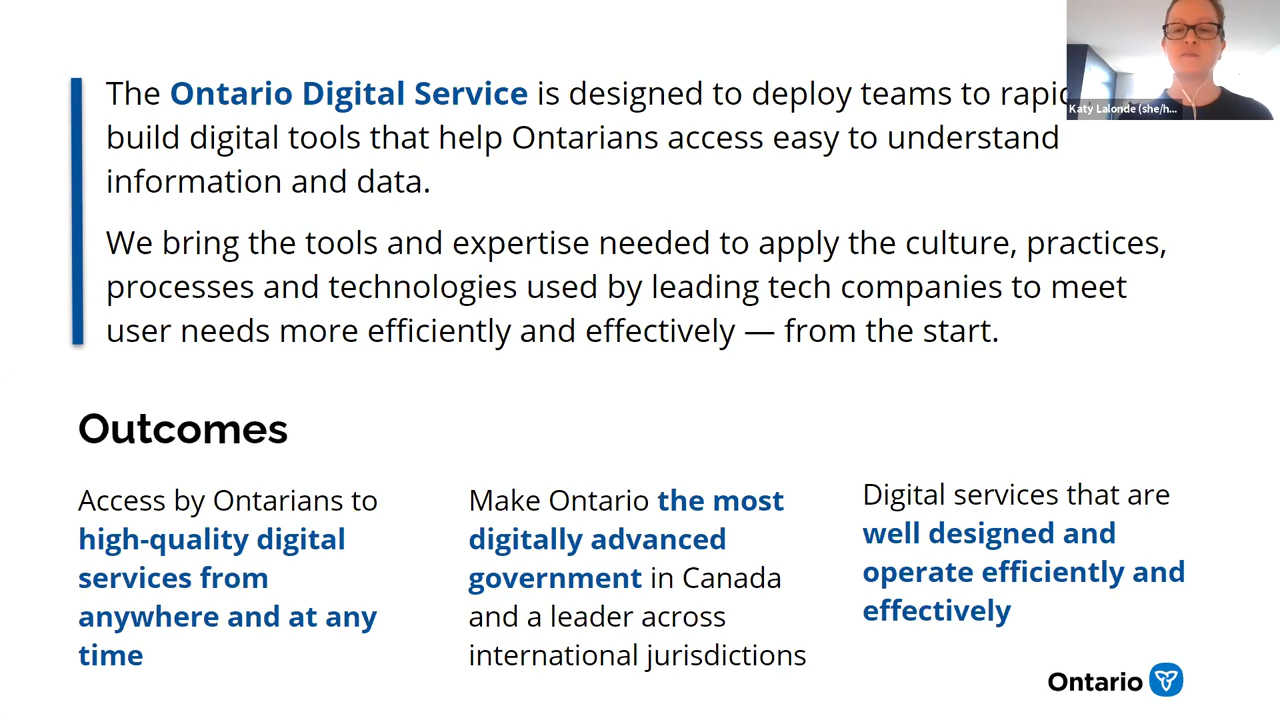 The Ontario Digital Service is designed to deploy teams to rapid
build digital tools that help Ontarians access easy to understand
information and data.
We bring the tools and expertise needed to apply the culture, practices,
processes and technologies used by leading tech companies to meet
user needs more efficiently and effectively — from the start.
Katy Lalonde (she/h...
Outcomes
Access by Ontarians to
high-quality digital
services from
anywhere and at any
time
Make Ontario the most
digitally advanced
government in Canada
and a leader across
international jurisdictions
Digital services that are
well designed and
operate efficiently and
effectively
Ontario